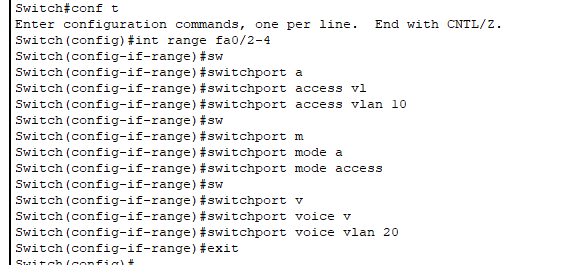 Switch#conf t
Enter configuration commands, one per line.  End with CNTL/Z.
Switch(config)#int range fa0/2-4
Switch(config-if-range)#sw
Switch(config-if-range)#switchport a
Switch(config-if-range)#switchport access vl
Switch(config-if-range)#switchport access vlan 10
Switch(config-if-range)#sw
Switch(config-if-range)#switchport m
Switch(config-if-range)#switchport mode a
Switch(config-if-range)#switchport mode access
Switch(config-if-range)#sw
Switch(config-if-range)#switchport v
Switch(config-if-range)#switchport voice v
Switch(config-if-range)#switchport voice vlan 20
Switch(config-if-range)#exit
Switch(config)#